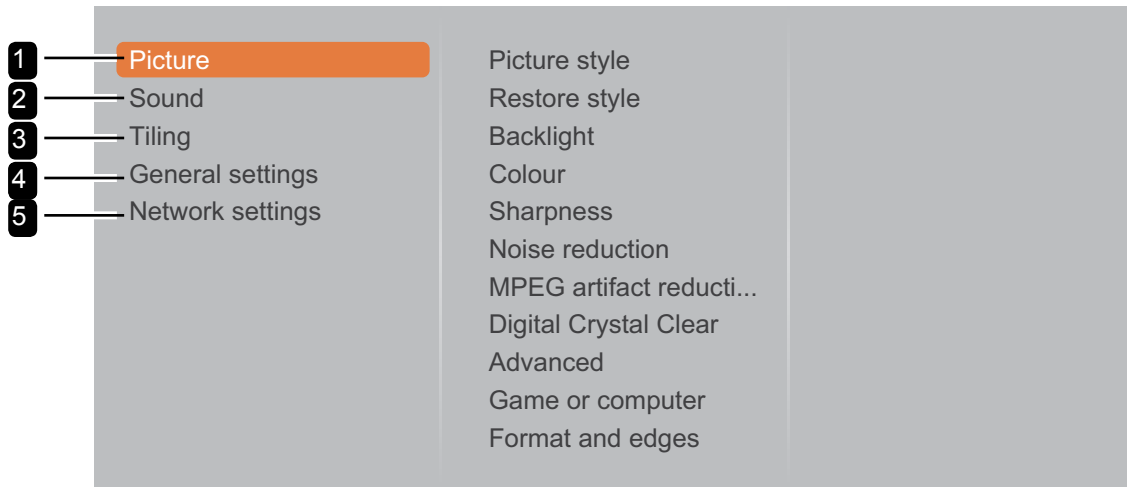 1 Picture
2 Sound
3 Tiling
4 General settings
5 Network settings
Picture style
Restore style
Backlight
Colour
Sharpness
Noise reduction
MPEG artifact reducti...
Digital Crystal Clear
Advanced
Game or computer
Format and edges